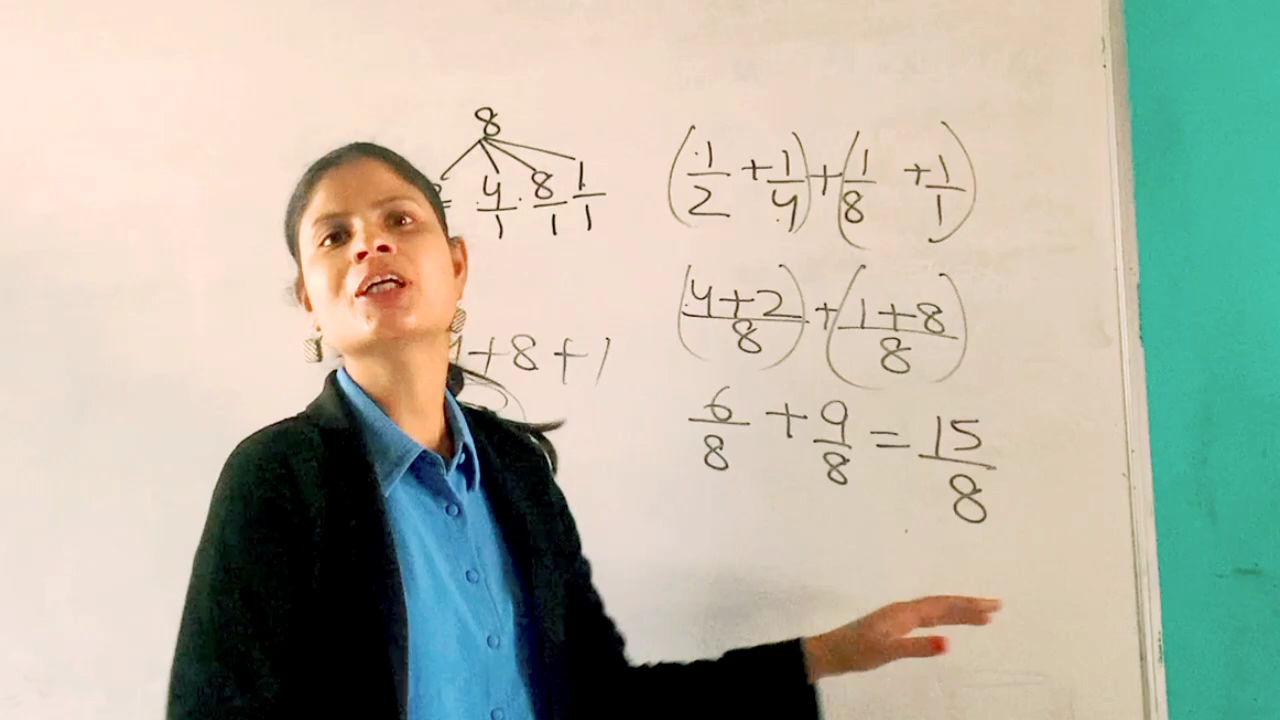 8
= 4/1 · 8/1 1/1
+8+1
(1/2 + 1/4) + (1/8 + 1/1)
(4+2/8) + (1+8/8)
6/8 + 9/8 = 15/8